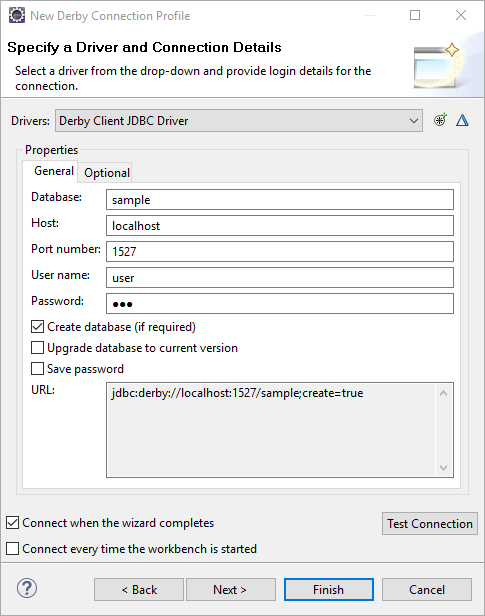 New Derby Connection Profile
Specify a Driver and Connection Details
Select a driver from the drop-down and provide login details for the
connection.
Drivers: Derby Client JDBC Driver
Properties
General Optional
Database: sample
Host: localhost
Port number: 1527
User name: user
Password: ●●●
Create database (if required)
Upgrade database to current version
Save password
URL: jdbc:derby://localhost:1527/sample;create=true
Connect when the wizard completes
Test Connection
Connect every time the workbench is started
? < Back Next > Finish Cancel